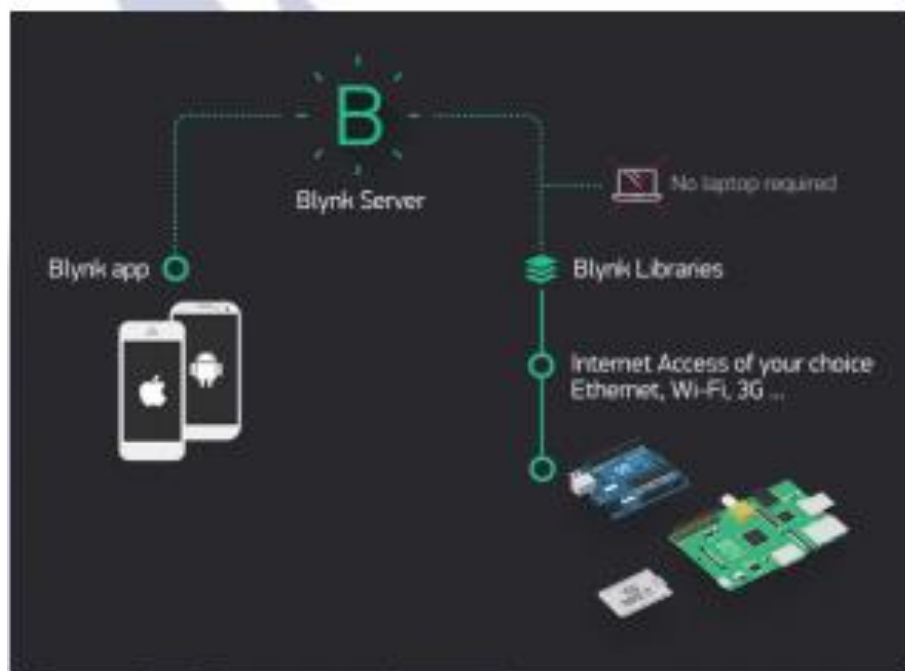 B
Blynk Server
No laptop required
Blynk app
Blynk Libraries
Internet Access of your choice
Ethernet, Wi-Fi, 3G ...